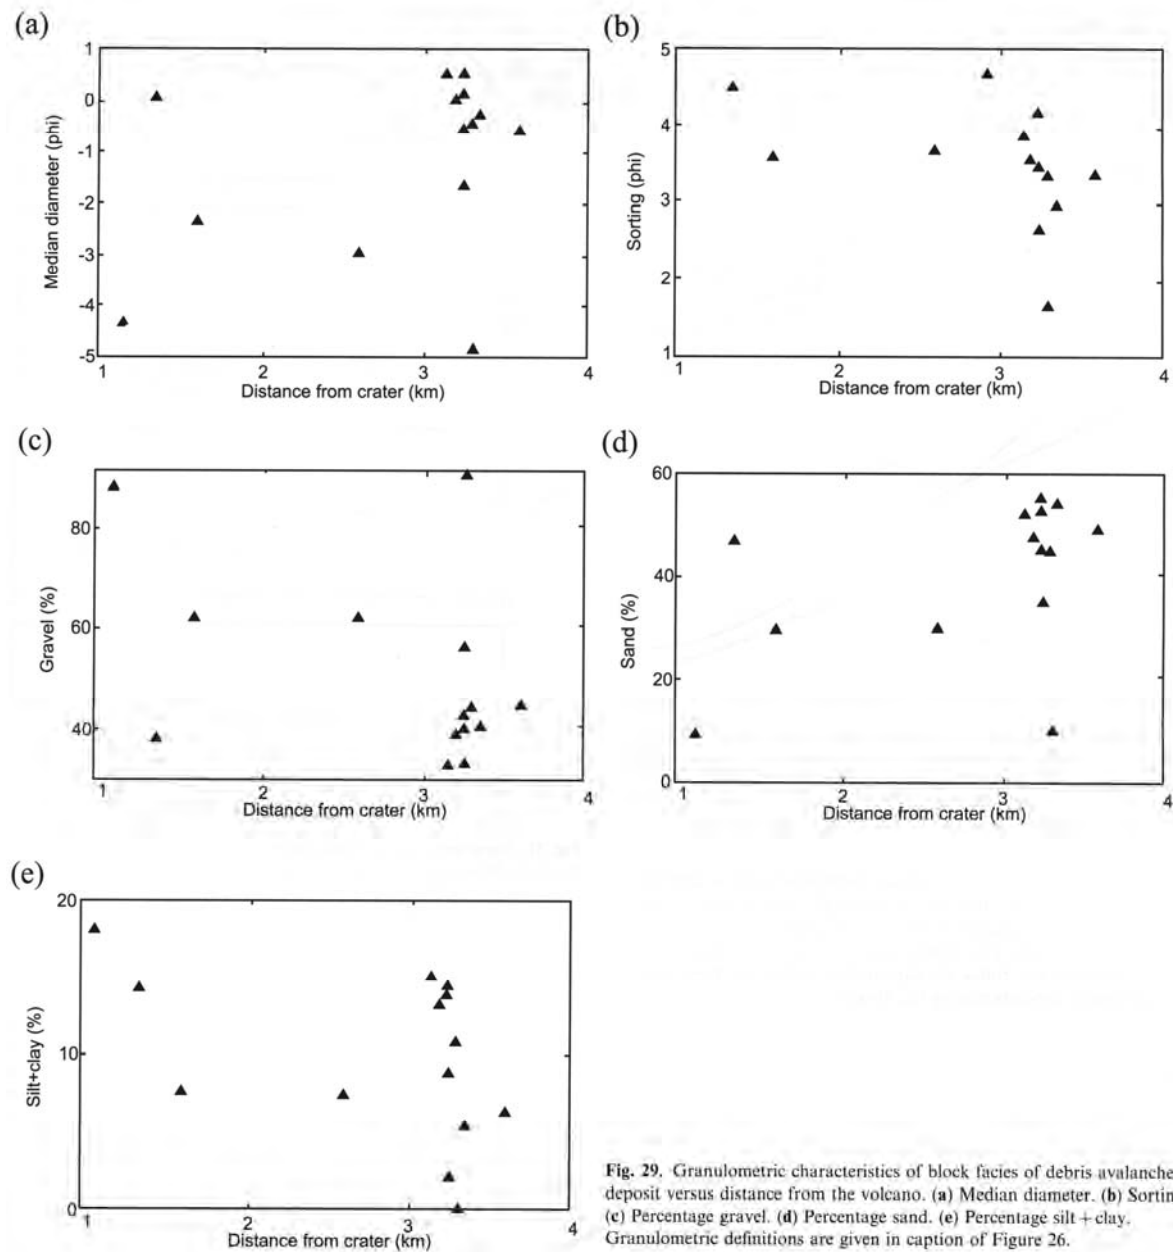 (a)
1
0
-1
-2
-3
-4
-5
Median diameter (phi)
1
2
3
4
Distance from crater (km)
(b)
5
4
3
2
1
Sorting (phi)
1
2
3
4
Distance from crater (km)
(c)
80
60
40
Gravel (%)
1
2
3
4
Distance from crater (km)
(d)
60
40
20
0
Sand (%)
1
2
3
4
Distance from crater (km)
(e)
20
10
0
Silt+clay (%)
1
2
3
4
Distance from crater (km)
Fig. 29. Granulometric characteristics of block facies of debris avalanche
deposit versus distance from the volcano. (a) Median diameter. (b) Sortin
(c) Percentage gravel. (d) Percentage sand. (e) Percentage silt + clay.
Granulometric definitions are given in caption of Figure 26.